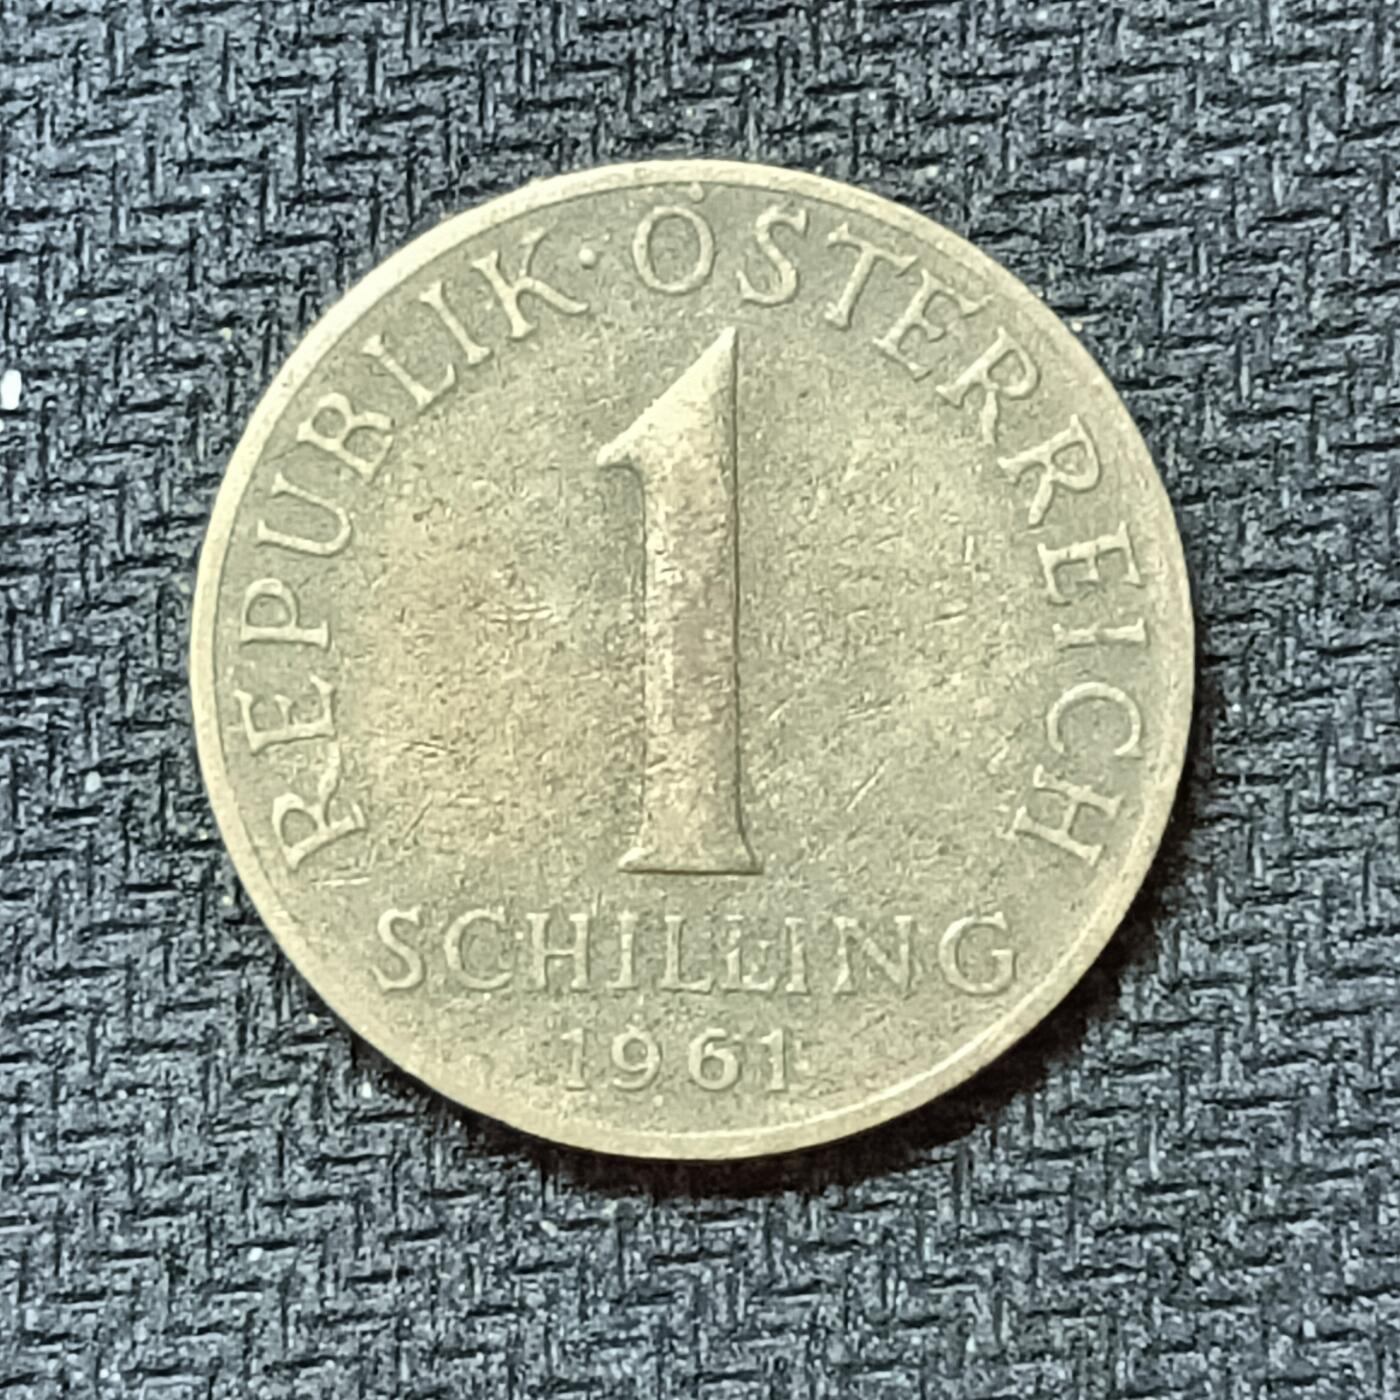 REPUBLIK · ÖSTERREICH
1
SCHILLING
1961